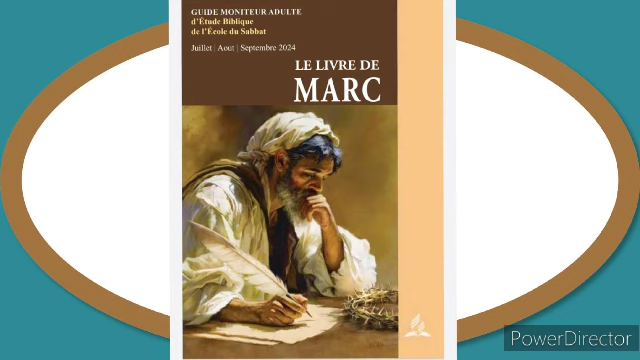 GUIDE MONITEUR ADULTE
d'Étude Biblique
de l'École du Sabbat
Juillet | Aout | Septembre 2024
LE LIVRE DE
MARC
PowerDirector